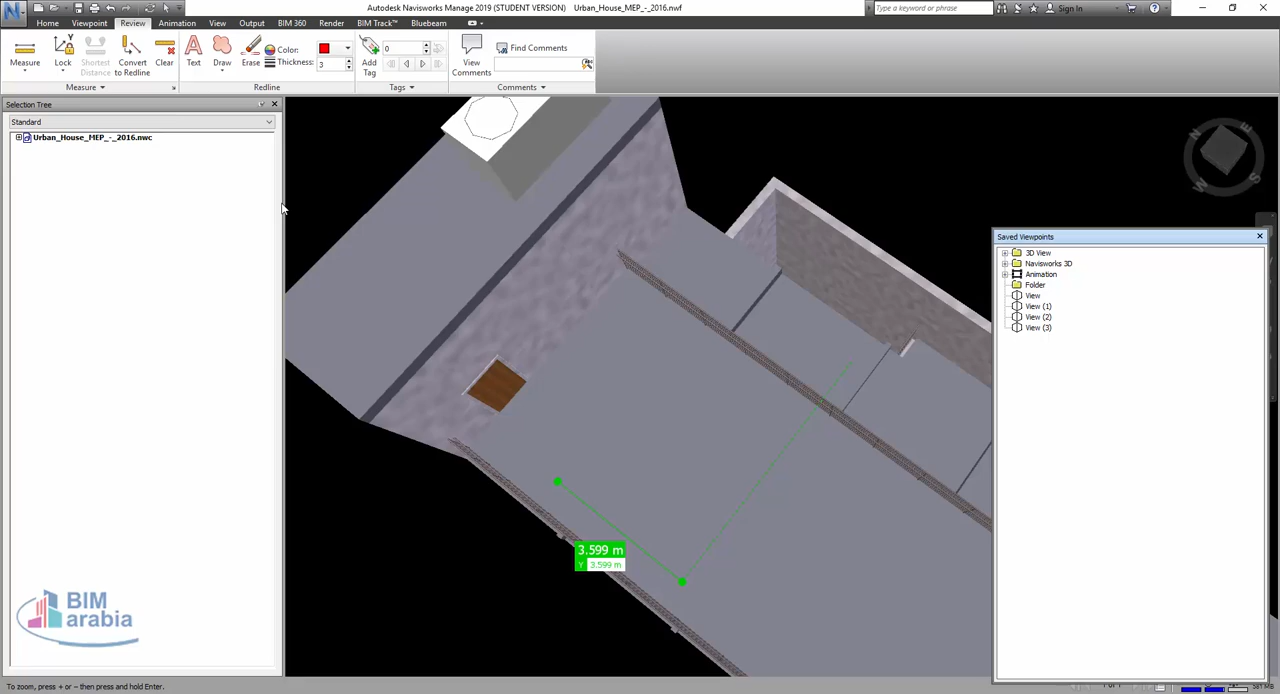 Autodesk Navisworks Manage 2019 (STUDENT VERSION) Urban_House_MEP_-_2016.nwf
Type a keyword or phrase
Sign In
Home Viewpoint Review Animation View Output BIM 360 Render BIM Track™ Bluebeam
Measure Lock Shortest Distance Convert to Redline Clear
Text Draw Erase
Color:
Thickness: 3
0
Add Tag
View Comments
Find Comments
Measure Redline Tags Comments
Selection Tree
Standard
Urban_House_MEP_-_2016.nwc
N
E
W
S
Saved Viewpoints
3D View
Navisworks 3D
Animation
Folder
View
View (1)
View (2)
View (3)
3.599 m
Y 3.599 m
BIM
arabia
To zoom, press + or – then press and hold Enter.
581 MB